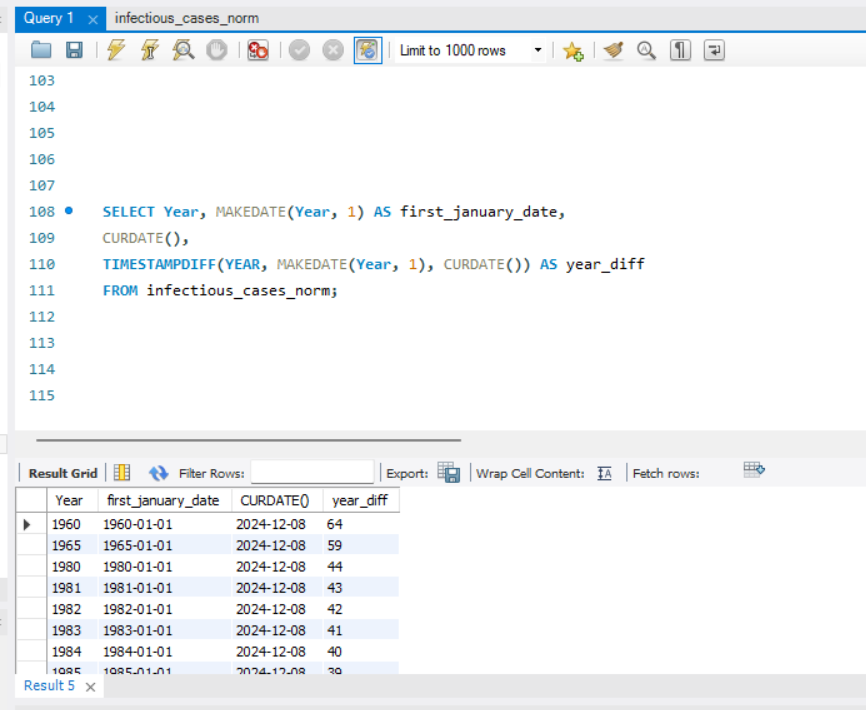 Query 1 infectious_cases_norm
Limit to 1000 rows
103
104
105
106
107
108 SELECT Year, MAKEDATE(Year, 1) AS first_january_date,
109 CURDATE(),
110 TIMESTAMPDIFF(YEAR, MAKEDATE(Year, 1), CURDATE()) AS year_diff
111 FROM infectious_cases_norm;
112
113
114
115
Result Grid Filter Rows: Export: Wrap Cell Content: Fetch rows:
Year first_january_date CURDATE() year_diff
1960 1960-01-01 2024-12-08 64
1965 1965-01-01 2024-12-08 59
1980 1980-01-01 2024-12-08 44
1981 1981-01-01 2024-12-08 43
1982 1982-01-01 2024-12-08 42
1983 1983-01-01 2024-12-08 41
1984 1984-01-01 2024-12-08 40
1985 1985-01-01 2024-12-08 39
Result 5